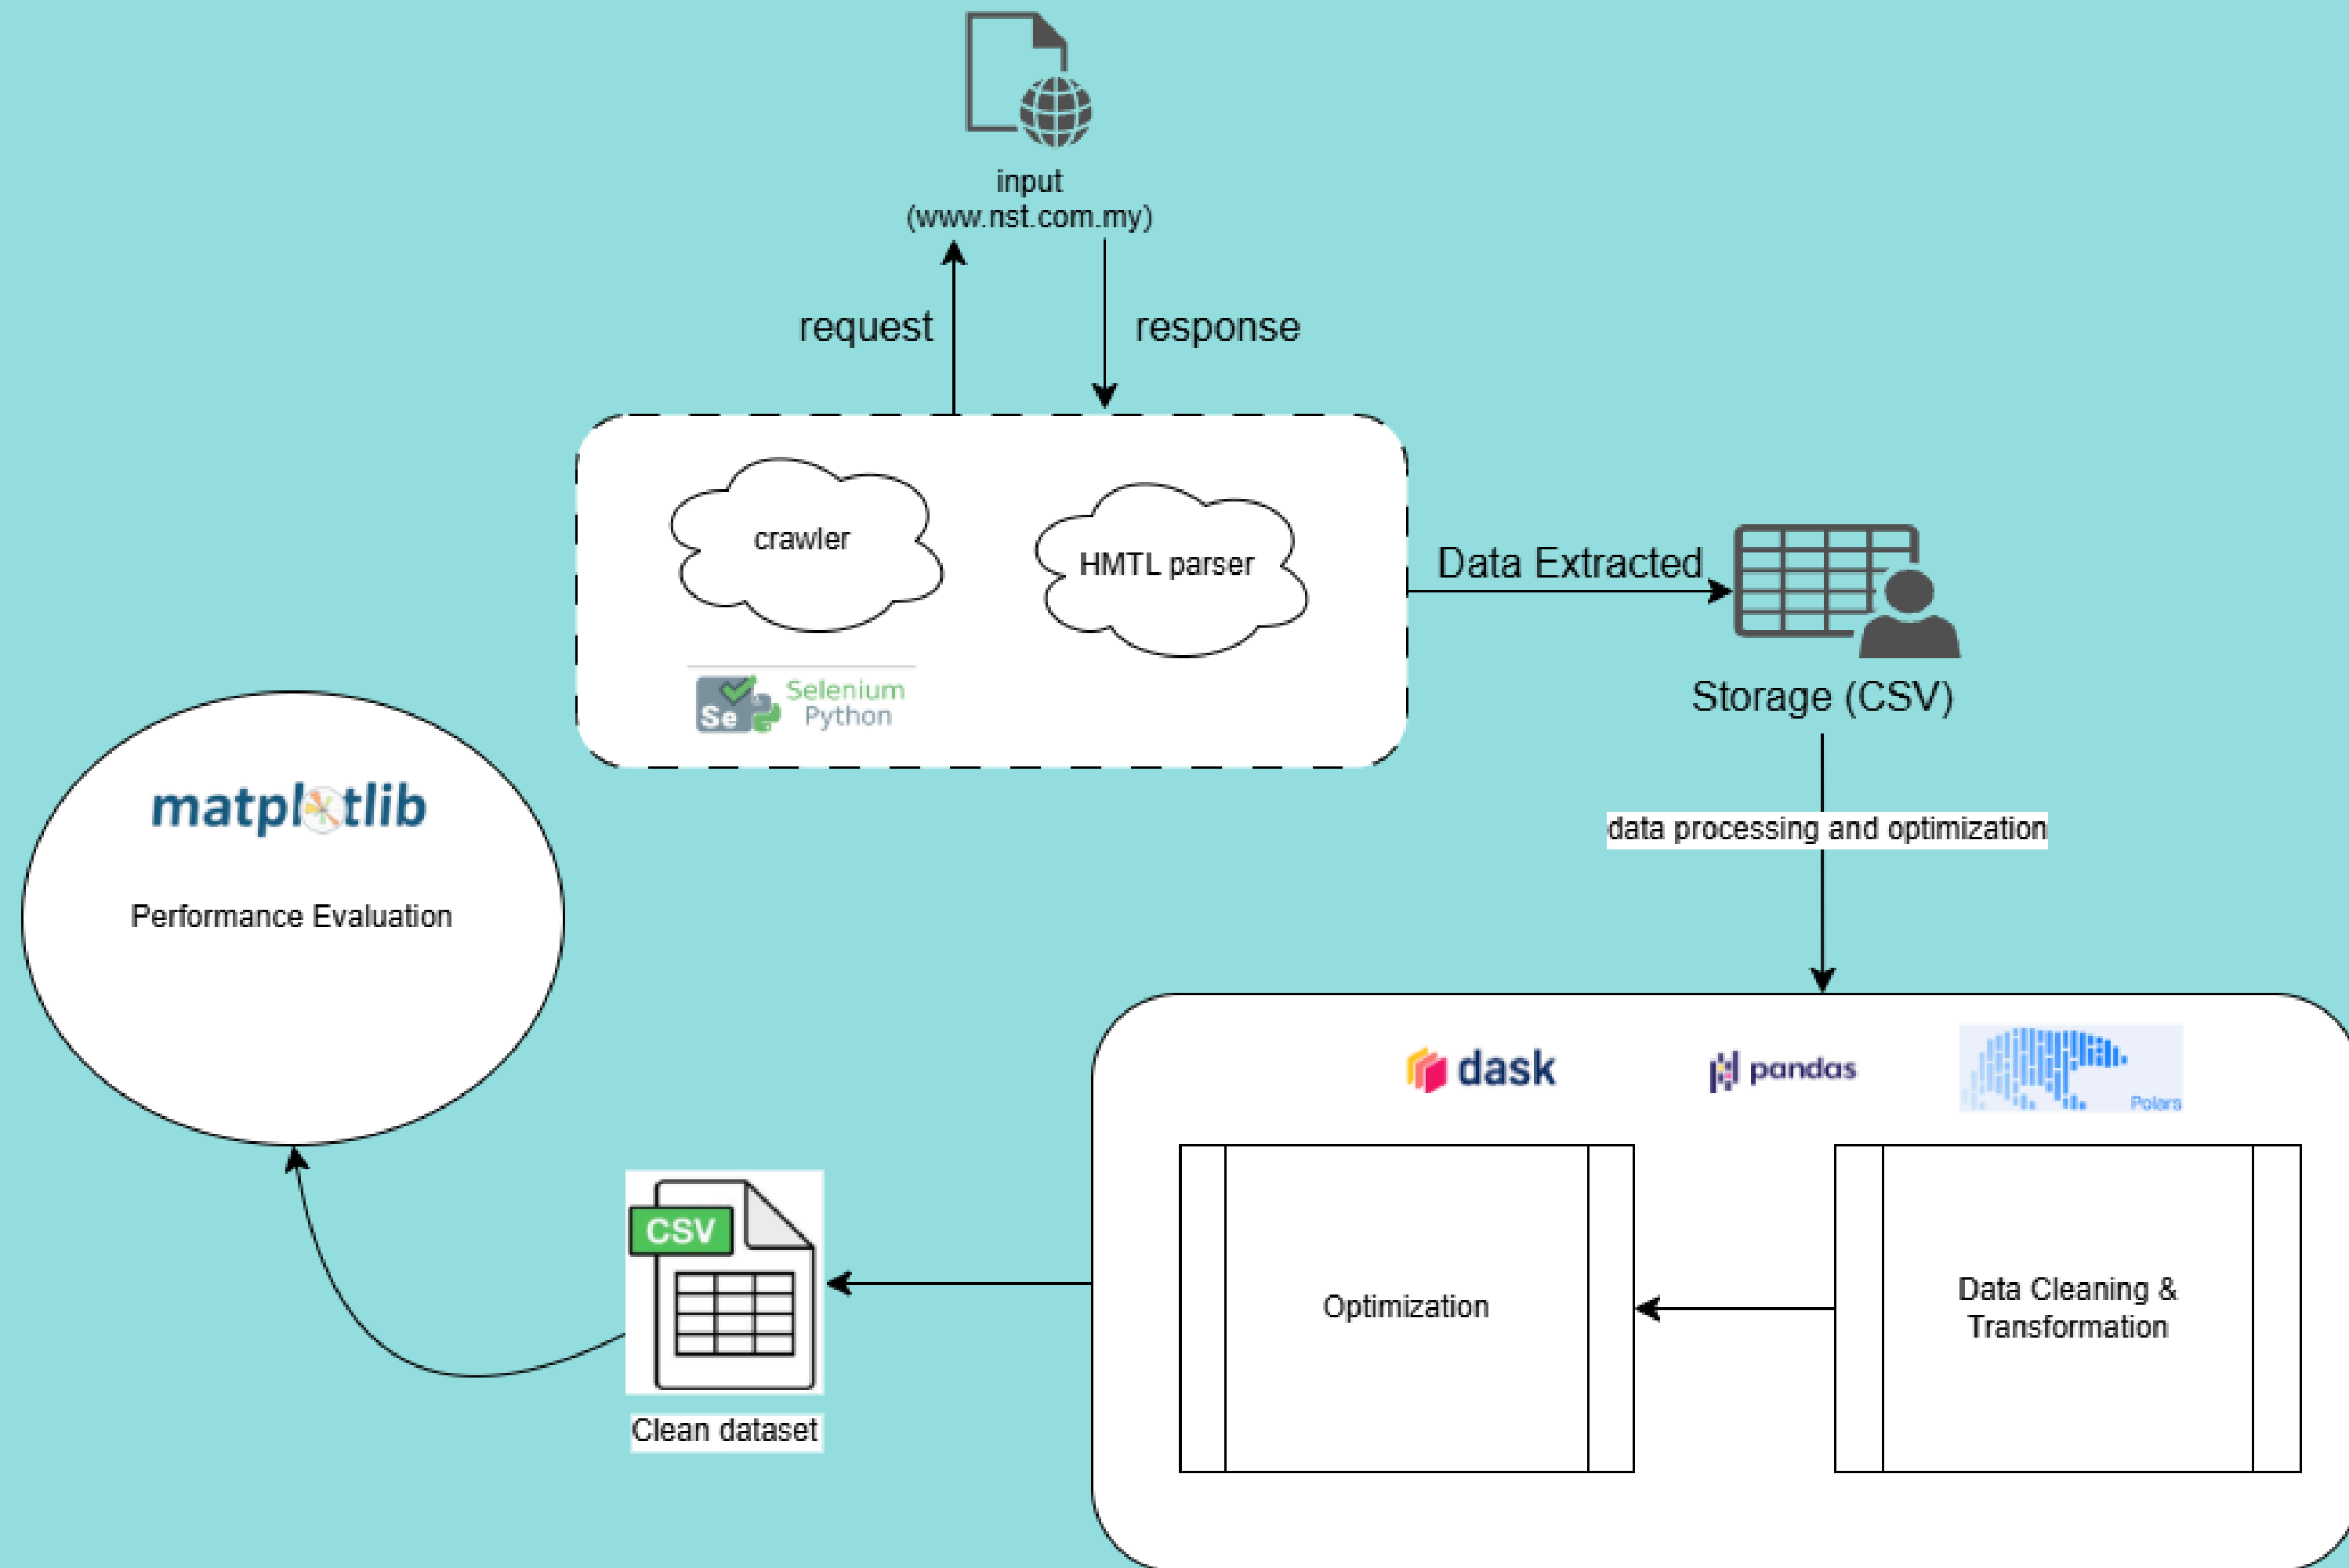 input
(www.nst.com.my)
request
response
crawler
HMTL parser
Se
Selenium
Python
Data Extracted
Storage (CSV)
data processing and optimization
matplotlib
Performance Evaluation
dask
pandas
Polars
Optimization
Data Cleaning &
Transformation
CSV
Clean dataset